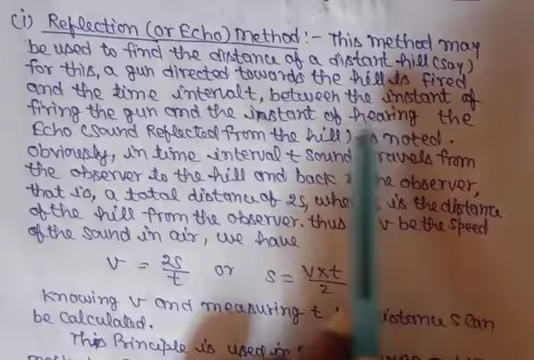 (i) Reflection (or Echo) Method :- This method may
be used to find the distance of a distant hill (say)
for this, a gun directed towards the hill is fired
and the time interval t, between the instant of
firing the gun and the instant of hearing the
Echo (Sound Reflected from the hill) is noted.
obviously, in time interval t sound travels from
the observer to the hill and back observer,
that is, a total distance of 2s, is the distance
of the hill from the observer. thus v be the speed
of the sound in air, we have
v = 2s/t or s = v×t/2
Knowing v and measuring t distance s can
be calculated.
This Principle is used in